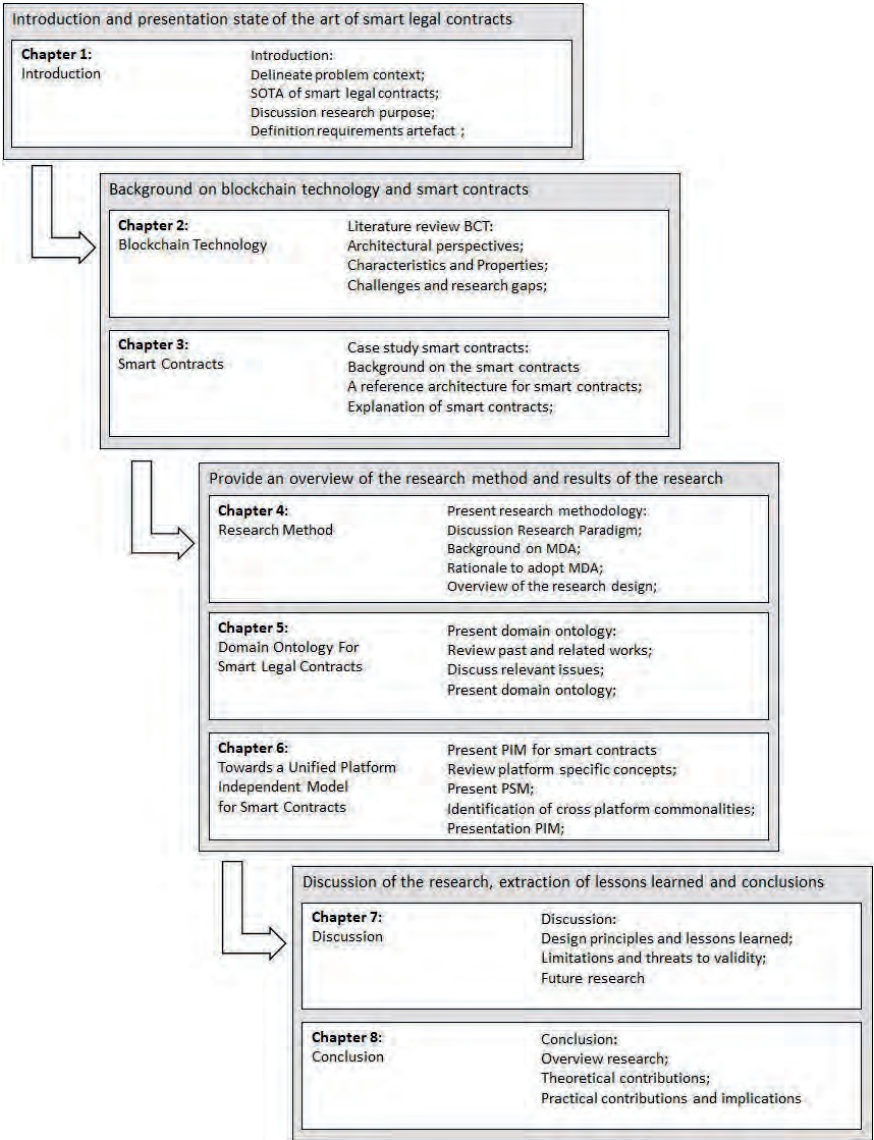 Introduction and presentation state of the art of smart legal contracts
Chapter 1:
Introduction
Introduction:
Delineate problem context;
SOTA of smart legal contracts;
Discussion research purpose;
Definition requirements artefact ;
Background on blockchain technology and smart contracts
Chapter 2:
Blockchain Technology
Literature review BCT:
Architectural perspectives;
Characteristics and Properties;
Challenges and research gaps;
Chapter 3:
Smart Contracts
Case study smart contracts:
Background on the smart contracts
A reference architecture for smart contracts;
Explanation of smart contracts;
Provide an overview of the research method and results of the research
Chapter 4:
Research Method
Present research methodology:
Discussion Research Paradigm;
Background on MDA;
Rationale to adopt MDA;
Overview of the research design;
Chapter 5:
Domain Ontology For
Smart Legal Contracts
Present domain ontology:
Review past and related works;
Discuss relevant issues;
Present domain ontology;
Chapter 6:
Towards a Unified Platform
Independent Model
for Smart Contracts
Present PIM for smart contracts
Review platform specific concepts;
Present PSM;
Identification of cross platform commonalities;
Presentation PIM;
Discussion of the research, extraction of lessons learned and conclusions
Chapter 7:
Discussion
Discussion:
Design principles and lessons learned;
Limitations and threats to validity;
Future research
Chapter 8:
Conclusion
Conclusion:
Overview research;
Theoretical contributions;
Practical contributions and implications